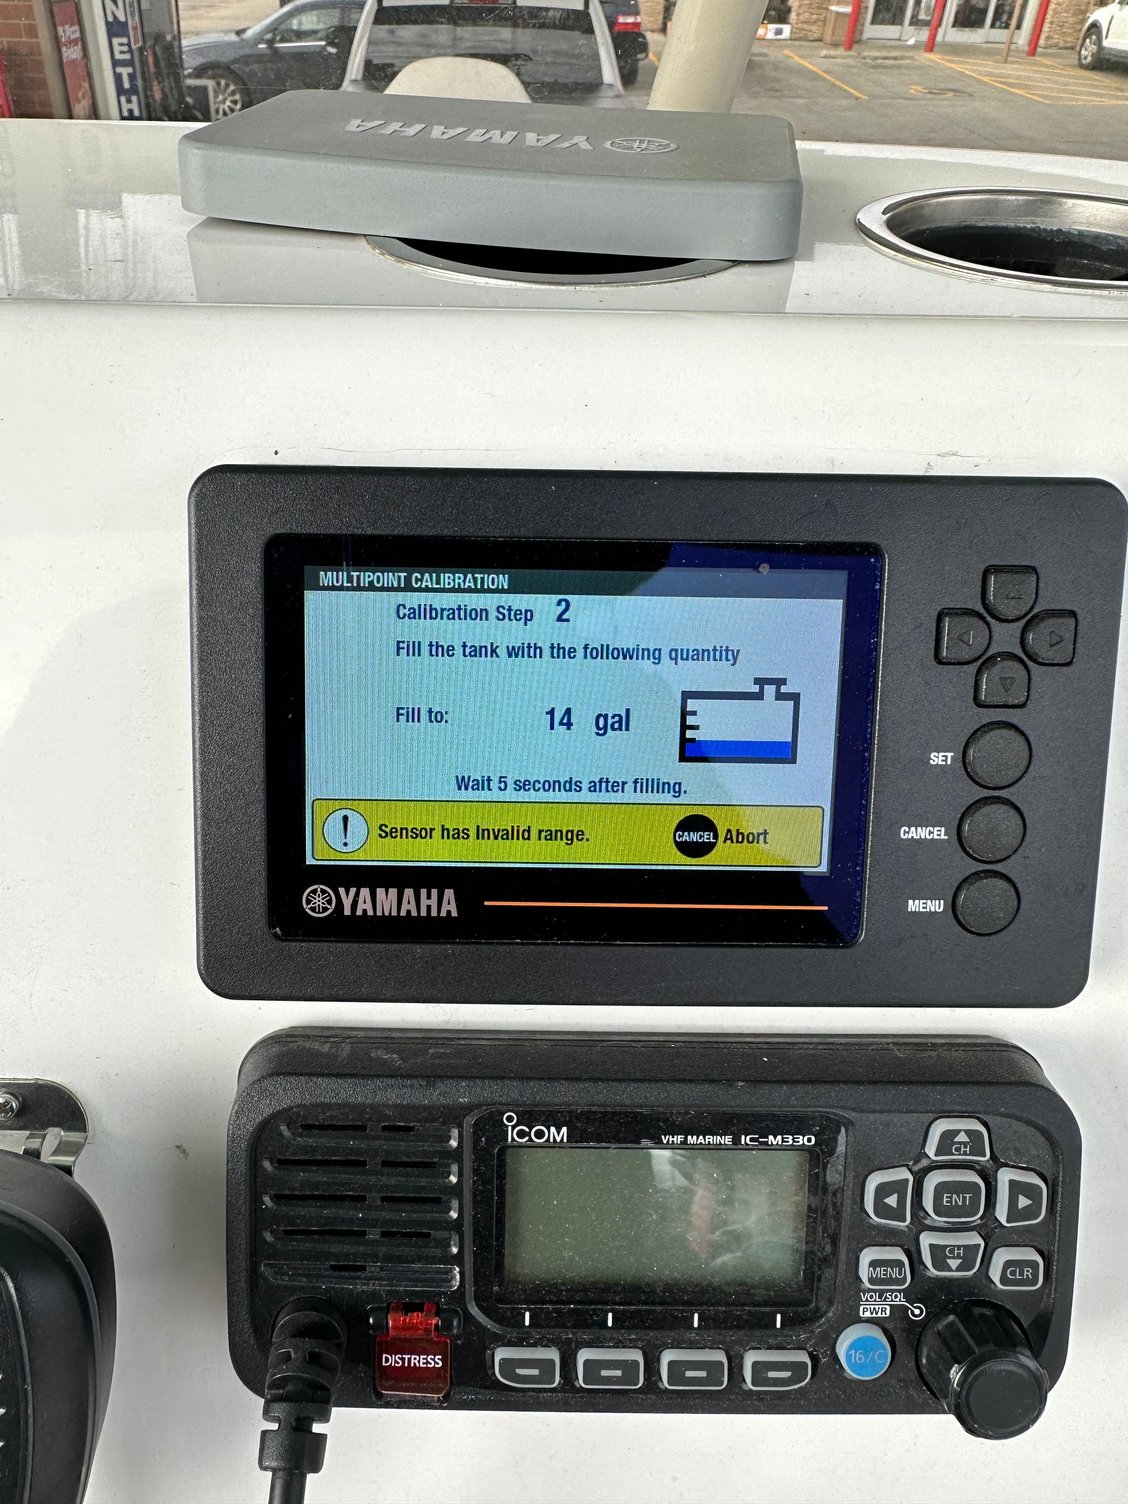 N
ETH
YAMAHA
MULTIPOINT CALIBRATION
Calibration Step 2
Fill the tank with the following quantity
Fill to: 14 gal
Wait 5 seconds after filling.
! Sensor has Invalid range. CANCEL Abort
YAMAHA
SET
CANCEL
MENU
ICOM VHF MARINE IC-M330
CH
ENT
CH
MENU
CLR
VOL/SQL
PWR
16/C
DISTRESS